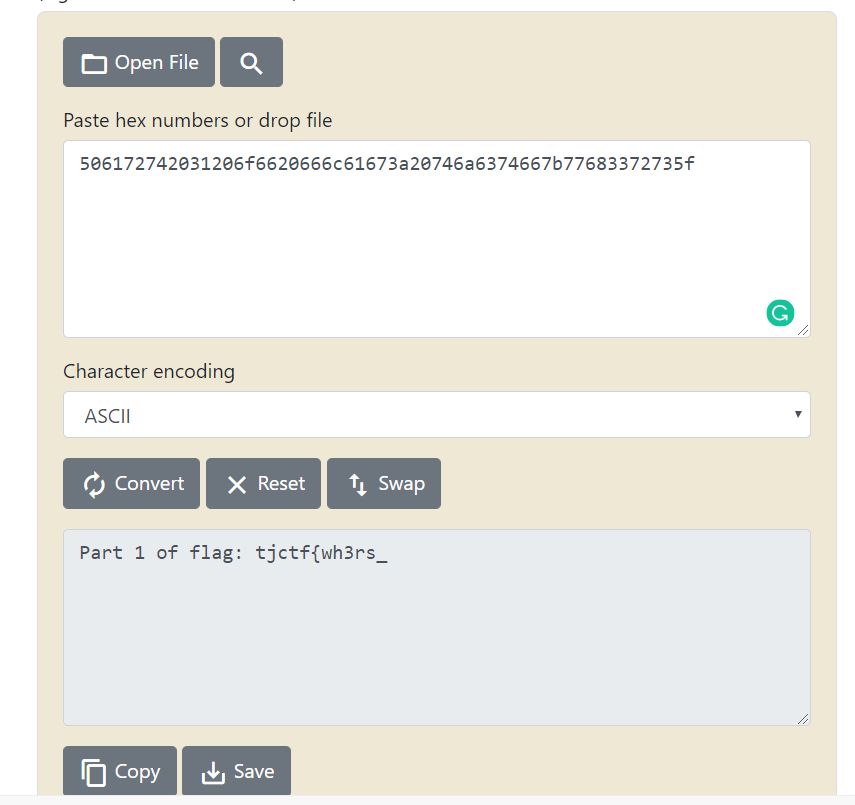 Open File
Paste hex numbers or drop file
506172742031206f6620666c61673a20746a6374667b77683372735f
Character encoding
ASCII
Convert Reset Swap
Part 1 of flag: tjctf{wh3rs_
Copy Save